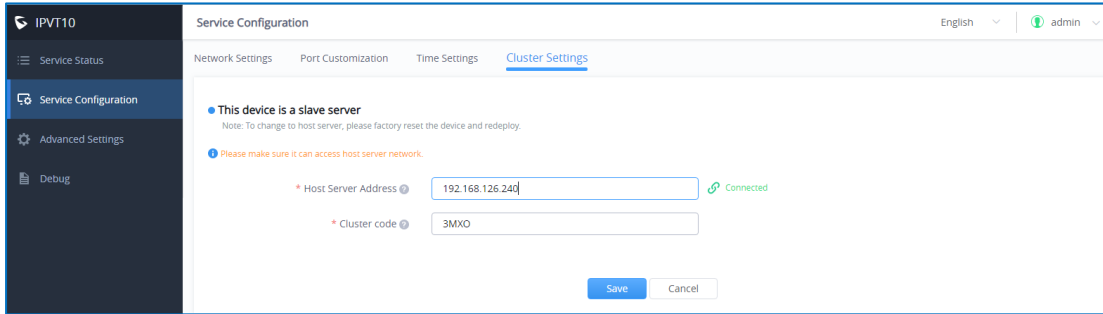 IPVT10
Service Configuration
English
admin
Service Status
Service Configuration
Advanced Settings
Debug
Network Settings
Port Customization
Time Settings
Cluster Settings
This device is a slave server
Note: To change to host server, please factory reset the device and redeploy.
Please make sure it can access host server network.
* Host Server Address
192.168.126.240
Connected
* Cluster code
3MXO
Save
Cancel